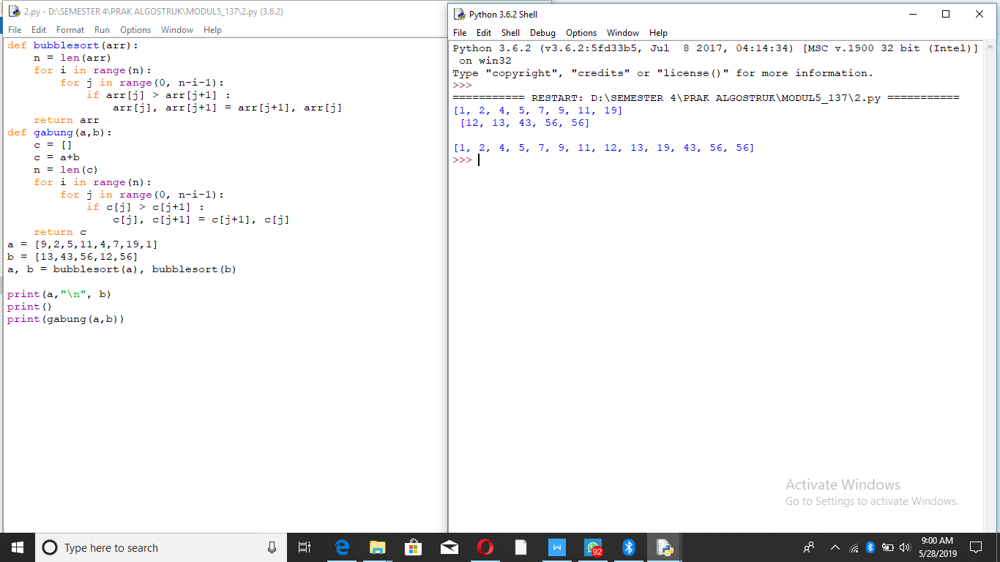 2.py - D:\SEMESTER 4\PRAK ALGOSTRUK\MODUL5_137\2.py (3.6.2)
File Edit Format Run Options Window Help
def bubblesort(arr):
    n = len(arr)
    for i in range(n):
        for j in range(0, n-i-1):
            if arr[j] > arr[j+1] :
                arr[j], arr[j+1] = arr[j+1], arr[j]
    return arr
def gabung(a,b):
    c = []
    c = a+b
    n = len(c)
    for i in range(n):
        for j in range(0, n-i-1):
            if c[j] > c[j+1] :
                c[j], c[j+1] = c[j+1], c[j]
    return c
a = [9,2,5,11,4,7,19,1]
b = [13,43,56,12,56]
a, b = bubblesort(a), bubblesort(b)
print(a,"\n", b)
print()
print(gabung(a,b))
Python 3.6.2 Shell
File Edit Shell Debug Options Window Help
Python 3.6.2 (v3.6.2:5fd33b5, Jul  8 2017, 04:14:34) [MSC v.1900 32 bit (Intel)]
 on win32
Type "copyright", "credits" or "license()" for more information.
>>>
=========== RESTART: D:\SEMESTER 4\PRAK ALGOSTRUK\MODUL5_137\2.py ===========
[1, 2, 4, 5, 7, 9, 11, 19]
 [12, 13, 43, 56, 56]
[1, 2, 4, 5, 7, 9, 11, 12, 13, 19, 43, 56, 56]
>>>
Activate Windows
Go to Settings to activate Windows.
Type here to search
W
92
9:00 AM
5/28/2019